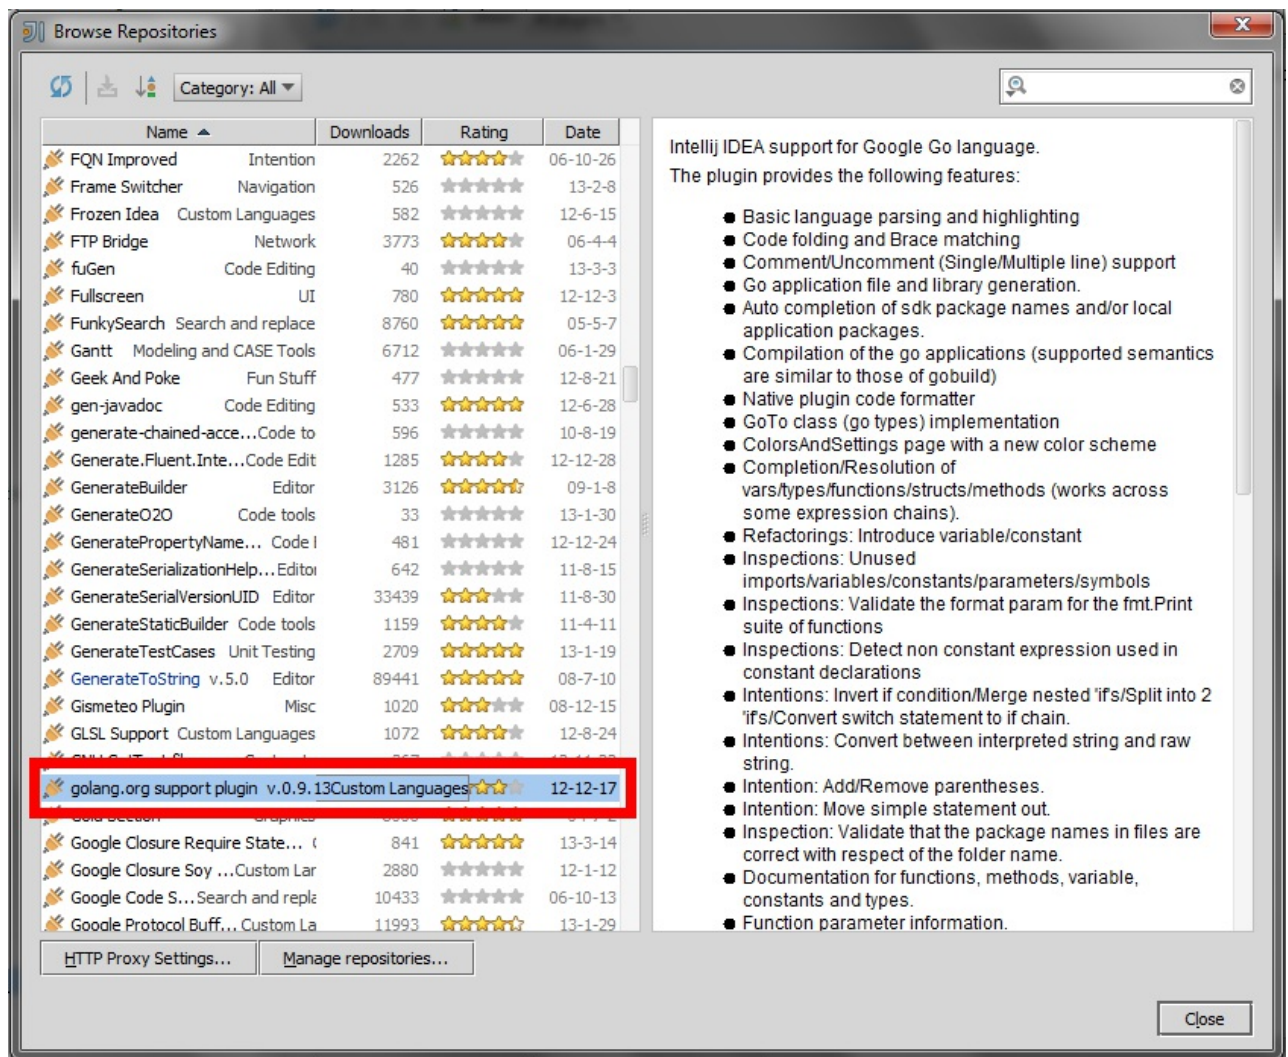 Browse Repositories
Category: All
Name Downloads Rating Date
FQN Improved Intention 2262 06-10-26
Frame Switcher Navigation 526 13-2-8
Frozen Idea Custom Languages 582 12-6-15
FTP Bridge Network 3773 06-4-4
fuGen Code Editing 40 13-3-3
Fullscreen UI 780 12-12-3
FunkySearch Search and replace 8760 05-5-7
Gantt Modeling and CASE Tools 6712 06-1-29
Geek And Poke Fun Stuff 477 12-8-21
gen-javadoc Code Editing 533 12-6-28
generate-chained-acce...Code to 596 10-8-19
Generate.Fluent.Inte...Code Edit 1285 12-12-28
GenerateBuilder Editor 3126 09-1-8
GenerateO2O Code tools 33 13-1-30
GeneratePropertyName... Code 481 12-12-24
GenerateSerializationHelp...Editor 642 11-8-15
GenerateSerialVersionUID Editor 33439 11-8-30
GenerateStaticBuilder Code tools 1159 11-4-11
GenerateTestCases Unit Testing 2709 13-1-19
GenerateToString v.5.0 Editor 89441 08-7-10
Gismeteo Plugin Misc 1020 08-12-15
GLSL Support Custom Languages 1072 12-8-24
golang.org support plugin v.0.9.13Custom Languages 12-12-17
Google Closure Require State... 841 13-3-14
Google Closure Soy ...Custom Lar 2880 12-1-12
Google Code S...Search and repla 10433 06-10-13
Google Protocol Buff...Custom La 11993 13-1-29
HTTP Proxy Settings... Manage repositories...
Intellij IDEA support for Google Go language.
The plugin provides the following features:
● Basic language parsing and highlighting
● Code folding and Brace matching
● Comment/Uncomment (Single/Multiple line) support
● Go application file and library generation.
● Auto completion of sdk package names and/or local
application packages.
● Compilation of the go applications (supported semantics
are similar to those of gobuild)
● Native plugin code formatter
● GoTo class (go types) implementation
● ColorsAndSettings page with a new color scheme
● Completion/Resolution of
vars/types/functions/structs/methods (works across
some expression chains).
● Refactorings: Introduce variable/constant
● Inspections: Unused
imports/variables/constants/parameters/symbols
● Inspections: Validate the format param for the fmt.Print
suite of functions
● Inspections: Detect non constant expression used in
constant declarations
● Intentions: Invert if condition/Merge nested 'if's/Split into 2
'if's/Convert switch statement to if chain.
● Intentions: Convert between interpreted string and raw
string.
● Intention: Add/Remove parentheses.
● Intention: Move simple statement out.
● Inspection: Validate that the package names in files are
correct with respect of the folder name.
● Documentation for functions, methods, variable,
constants and types.
● Function parameter information.
Close